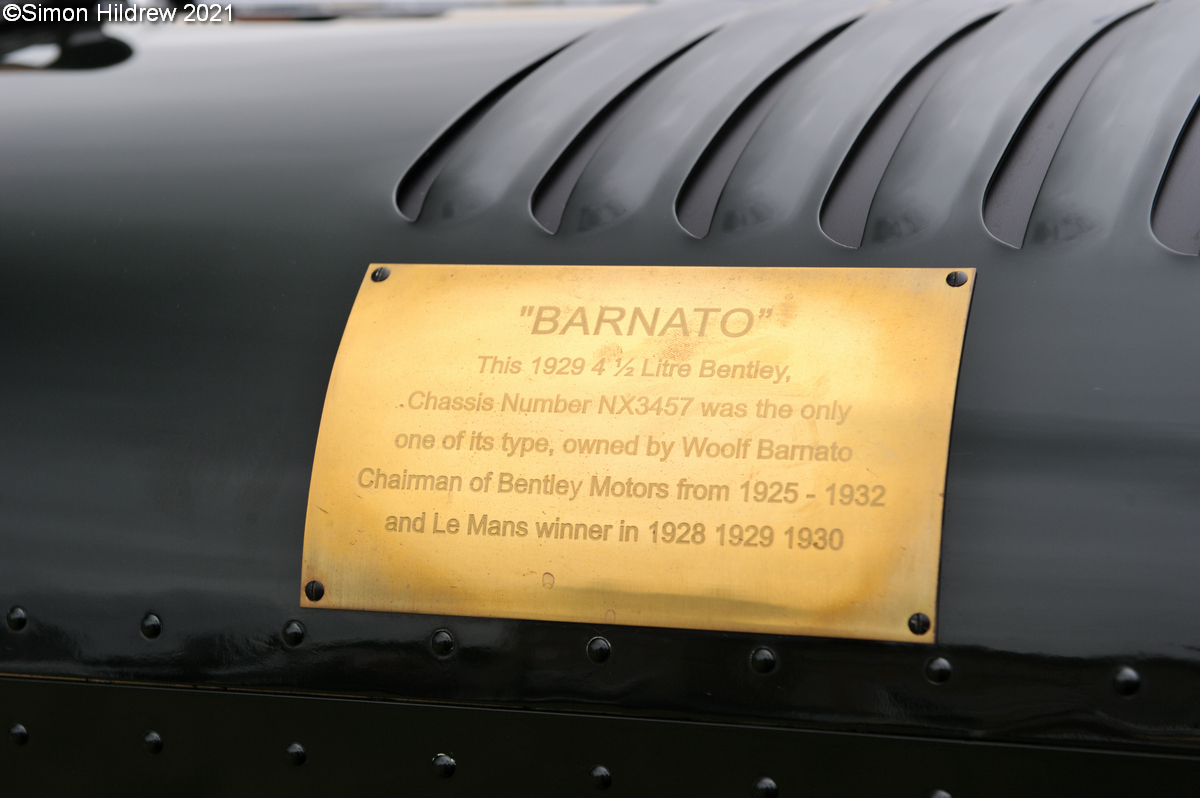 ©Simon Hildrew 2021
"BARNATO”
This 1929 4 ½ Litre Bentley,
Chassis Number NX3457 was the only
one of its type, owned by Woolf Barnato
Chairman of Bentley Motors from 1925 - 1932
and Le Mans winner in 1928 1929 1930